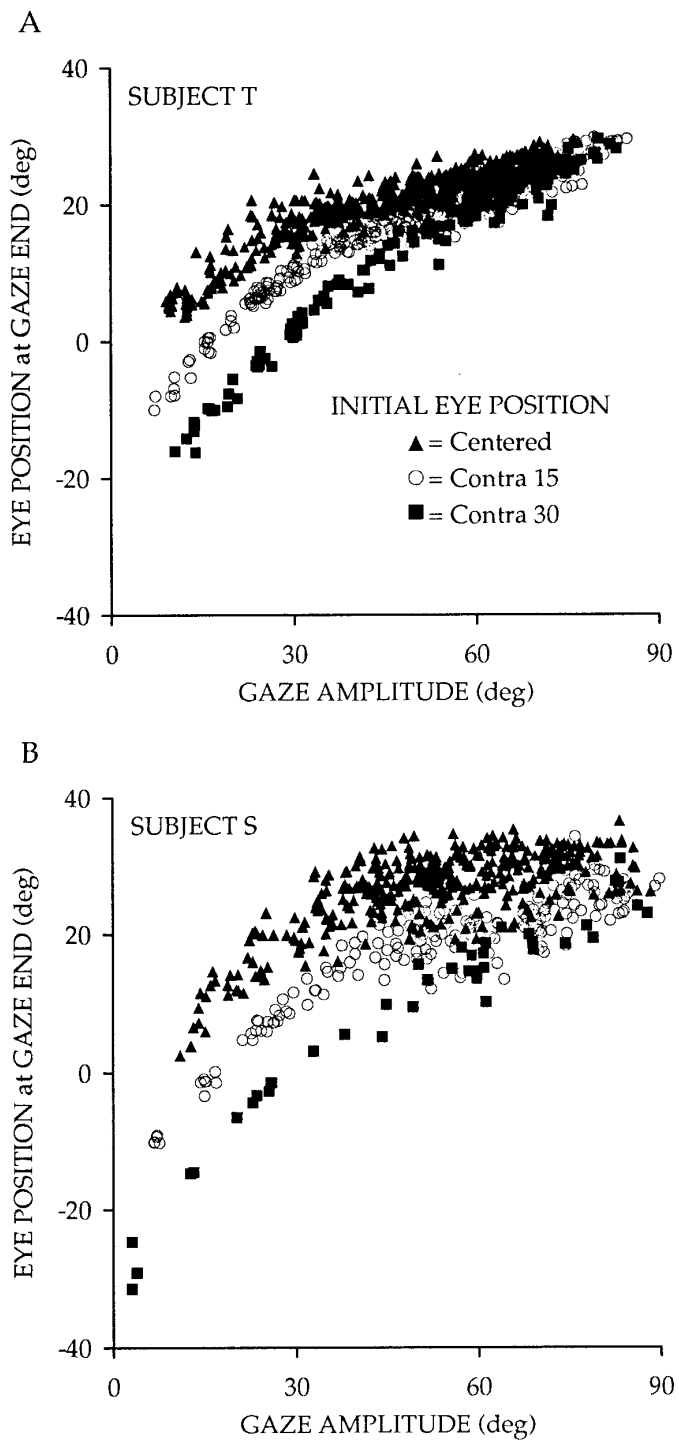 A
40
SUBJECT T
20
0
-20
-40
EYE POSITION at GAZE END (deg)
INITIAL EYE POSITION
▲ = Centered
○ = Contra 15
■ = Contra 30
0 30 60 90
GAZE AMPLITUDE (deg)
B
40
SUBJECT S
20
0
-20
-40
EYE POSITION at GAZE END (deg)
0 30 60 90
GAZE AMPLITUDE (deg)